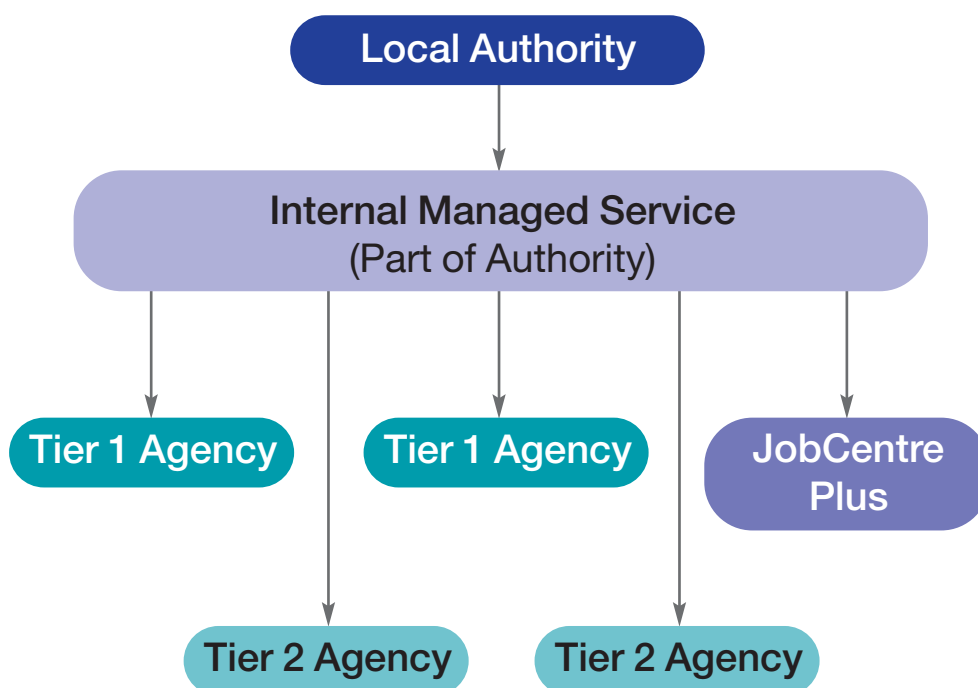 Local Authority
Internal Managed Service
(Part of Authority)
Tier 1 Agency
Tier 1 Agency
JobCentre
Plus
Tier 2 Agency
Tier 2 Agency